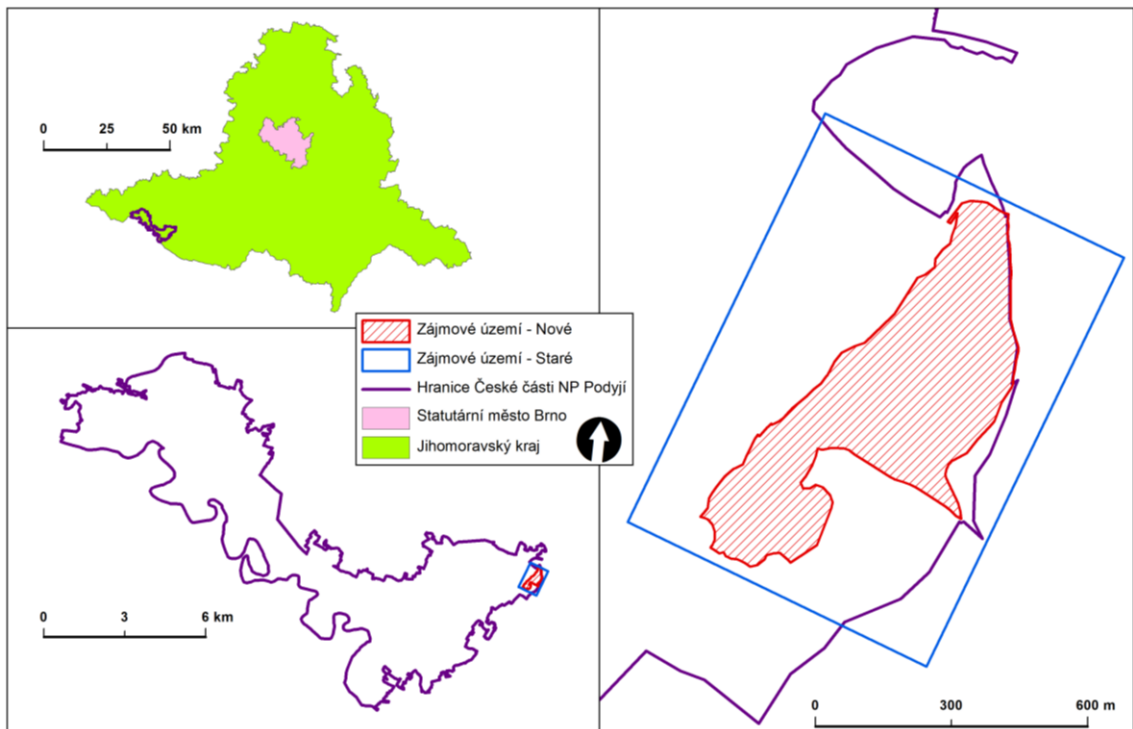 0 25 50 km
Zájmové území - Nové
Zájmové území - Staré
Hranice České části NP Podyjí
Statutární město Brno
Jihomoravský kraj
0 3 6 km
0 300 600 m